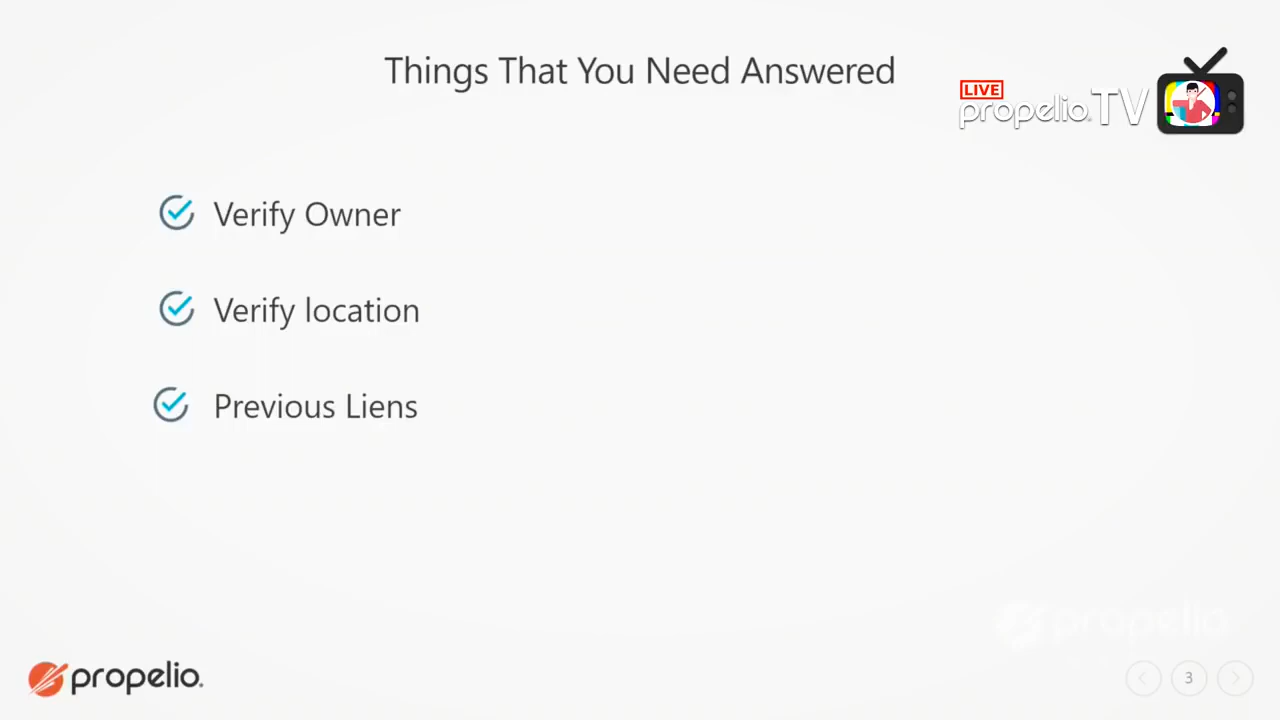 Things That You Need Answered
LIVE
propelio.TV
Verify Owner
Verify location
Previous Liens
propelio
propelio.
3